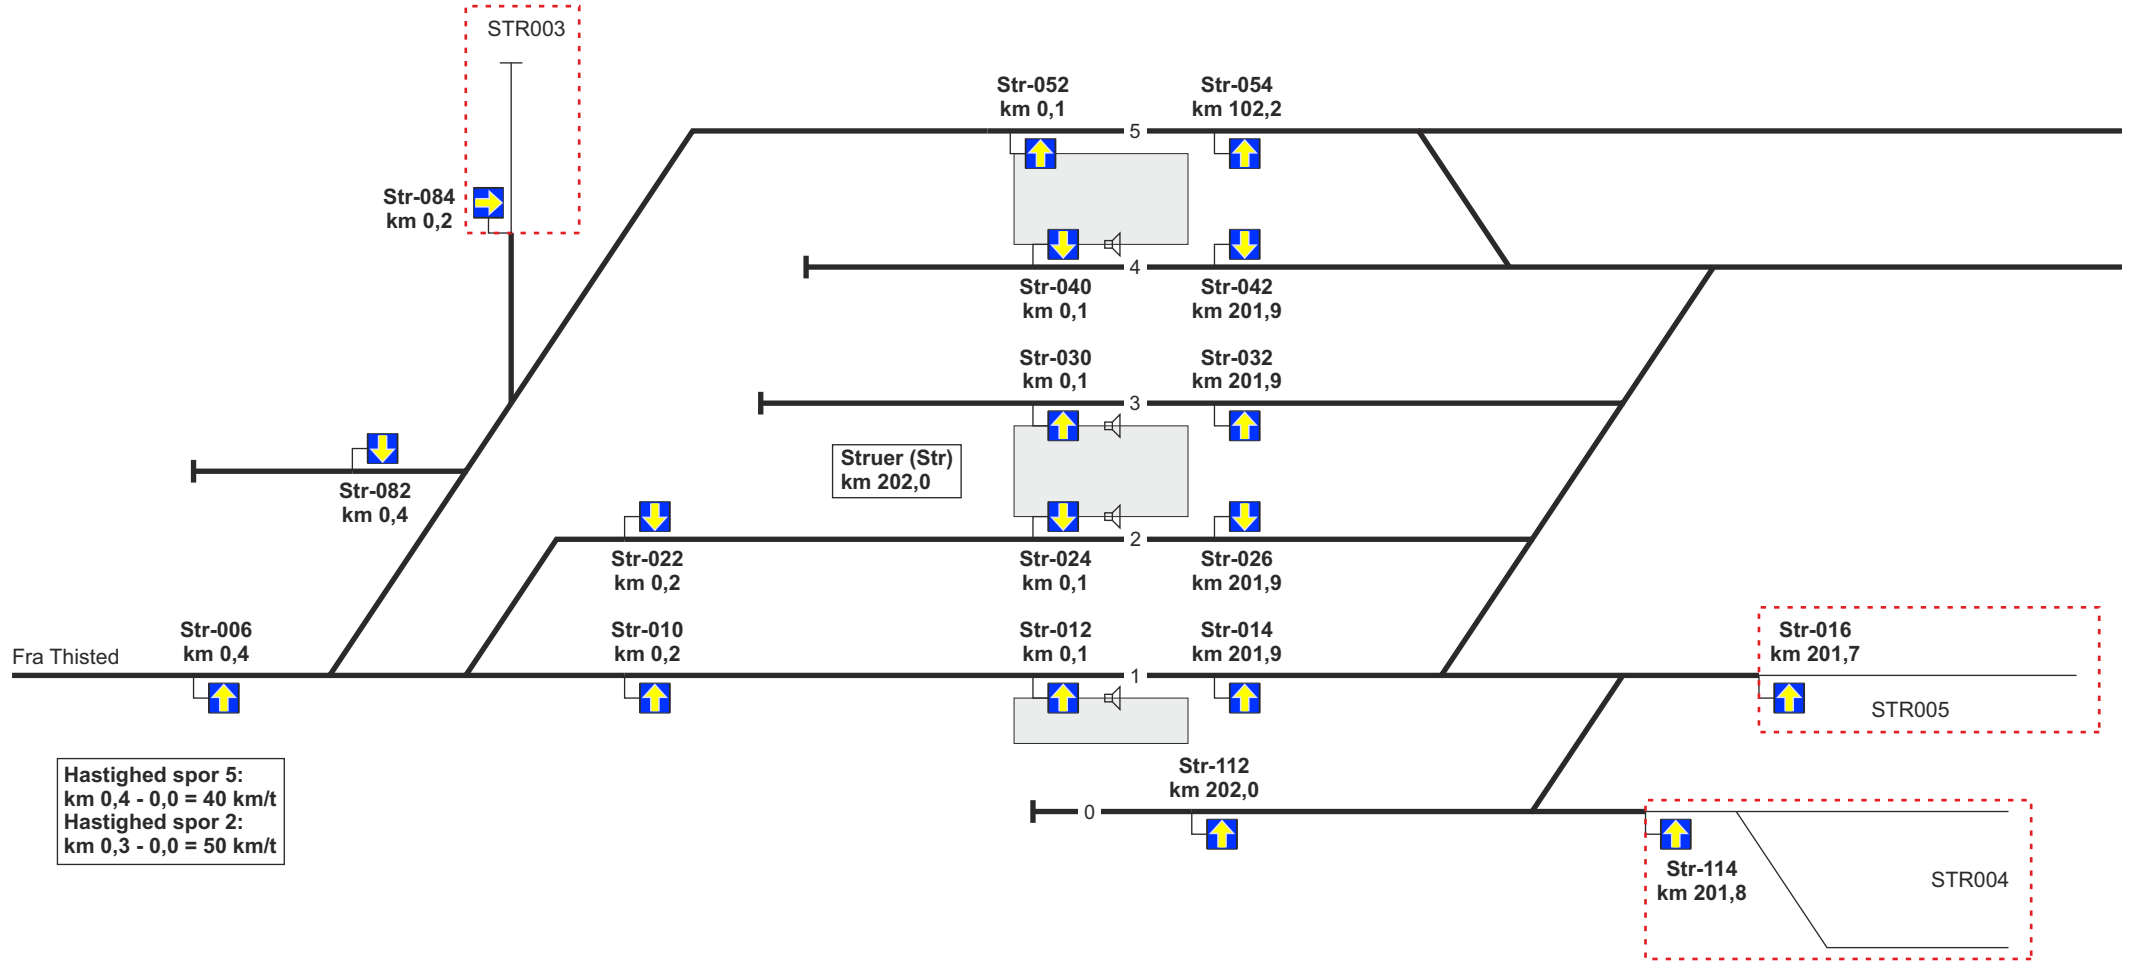 STR003
Str-052
km 0,1
Str-054
km 102,2
5
Str-084
km 0,2
4
Str-040
km 0,1
Str-042
km 201,9
Str-030
km 0,1
Str-032
km 201,9
3
Struer (Str)
km 202,0
Str-082
km 0,4
2
Str-022
km 0,2
Str-024
km 0,1
Str-026
km 201,9
Fra Thisted
Str-006
km 0,4
Str-010
km 0,2
Str-012
km 0,1
Str-014
km 201,9
Str-016
km 201,7
1
STR005
Hastighed spor 5:
km 0,4 - 0,0 = 40 km/t
Hastighed spor 2:
km 0,3 - 0,0 = 50 km/t
Str-112
km 202,0
0
Str-114
km 201,8
STR004